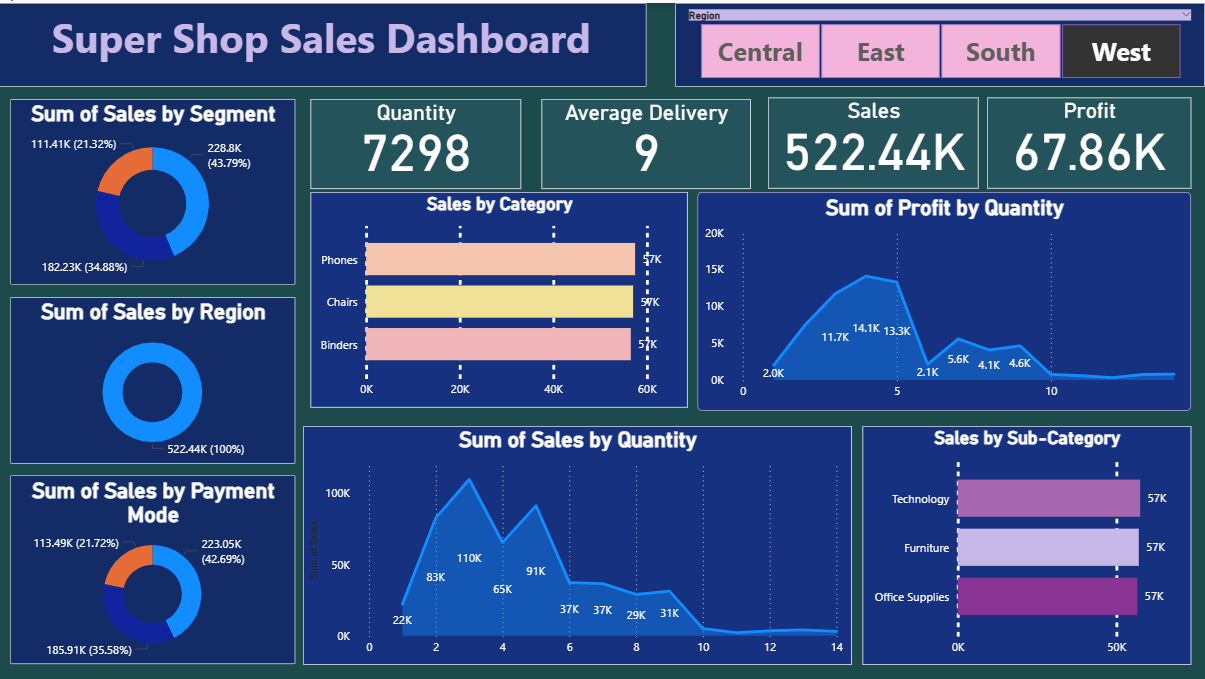 Super Shop Sales Dashboard
Region
Central
East
South
West
Sum of Sales by Segment
111.41K (21.32%)
228.8K
(43.79%)
182.23K (34.88%)
Quantity
7298
Average Delivery
9
Sales
522.44K
Profit
67.86K
Sales by Category
Phones
57K
Chairs
57K
Binders
57K
0K
20K
40K
60K
Sum of Profit by Quantity
20K
15K
10K
5K
0K
2.0K
11.7K
14.1K
13.3K
2.1K
5.6K
4.1K
4.6K
0
5
10
Sum of Sales by Region
522.44K (100%)
Sum of Sales by Payment
Mode
113.49K (21.72%)
223.05K
(42.69%)
185.91K (35.58%)
Sum of Sales by Quantity
Sum of Sales
100K
50K
0K
22K
83K
110K
65K
91K
37K
37K
29K
31K
0
2
4
6
8
10
12
14
Sales by Sub-Category
Technology
57K
Furniture
57K
Office Supplies
57K
0K
50K